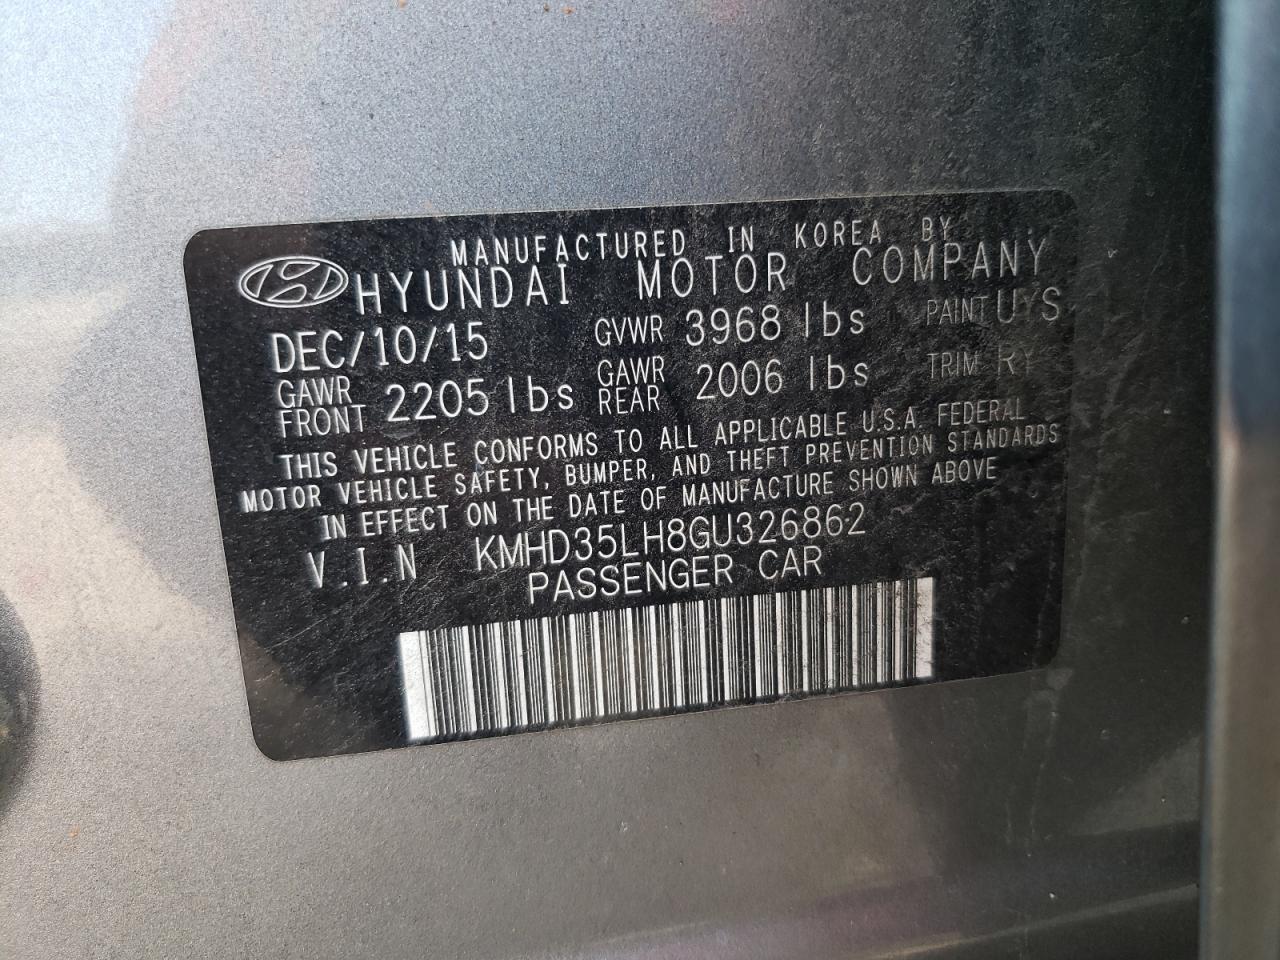 MANUFACTURED IN KOREA BY
HYUNDAI MOTOR COMPANY
DEC/10/15 GVWR 3968 lbs PAINT UYS
GAWR FRONT 2205 lbs GAWR REAR 2006 lbs TRIM RY
THIS VEHICLE CONFORMS TO ALL APPLICABLE U.S.A. FEDERAL
MOTOR VEHICLE SAFETY, BUMPER, AND THEFT PREVENTION STANDARDS
IN EFFECT ON THE DATE OF MANUFACTURE SHOWN ABOVE
V.I.N KMHD35LH8GU326862
PASSENGER CAR